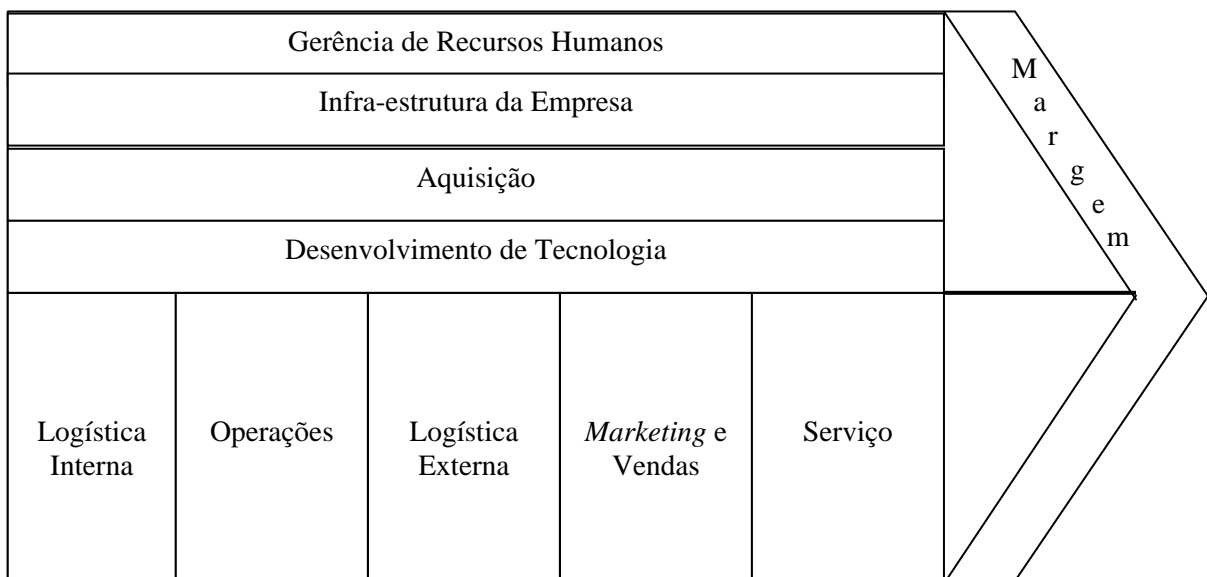 Gerência de Recursos Humanos
Infra-estrutura da Empresa
Aquisição
Desenvolvimento de Tecnologia
Margem
Logística
Interna
Operações
Logística
Externa
Marketing e
Vendas
Serviço